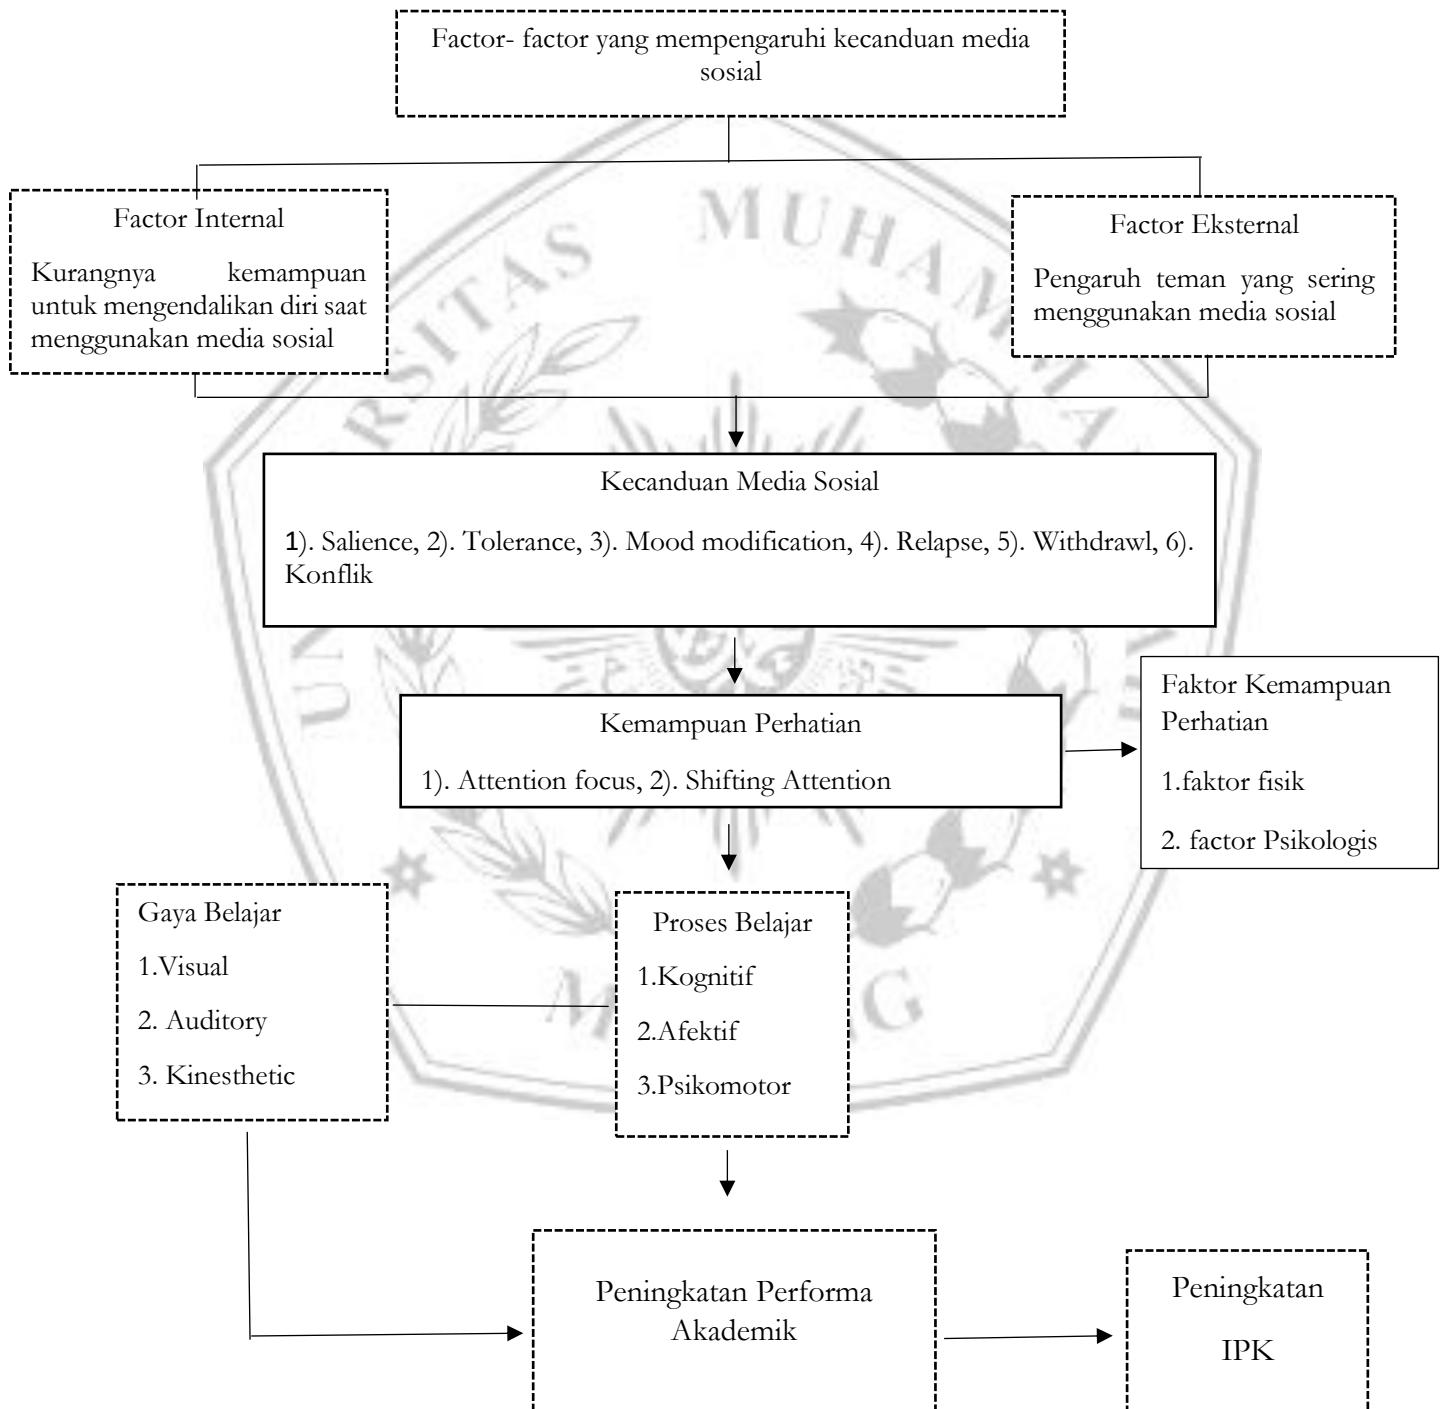 Factor- factor yang mempengaruhi kecanduan media
sosial
Factor Internal
Kurangnya kemampuan
untuk mengendalikan diri saat
menggunakan media sosial
Factor Eksternal
Pengaruh teman yang sering
menggunakan media sosial
Kecanduan Media Sosial
1). Salience, 2). Tolerance, 3). Mood modification, 4). Relapse, 5). Withdrawl, 6).
Konflik
Kemampuan Perhatian
1). Attention focus, 2). Shifting Attention
Faktor Kemampuan
Perhatian
1.faktor fisik
2. factor Psikologis
Gaya Belajar
1.Visual
2. Auditory
3. Kinesthetic
Proses Belajar
1.Kognitif
2.Afektif
3.Psikomotor
Peningkatan Performa
Akademik
Peningkatan
IPK